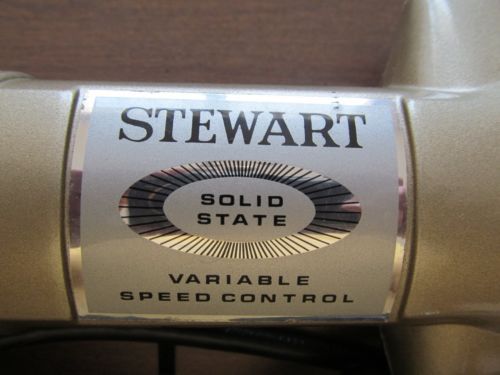 STEWART
SOLID
STATE
VARIABLE
SPEED CONTROL